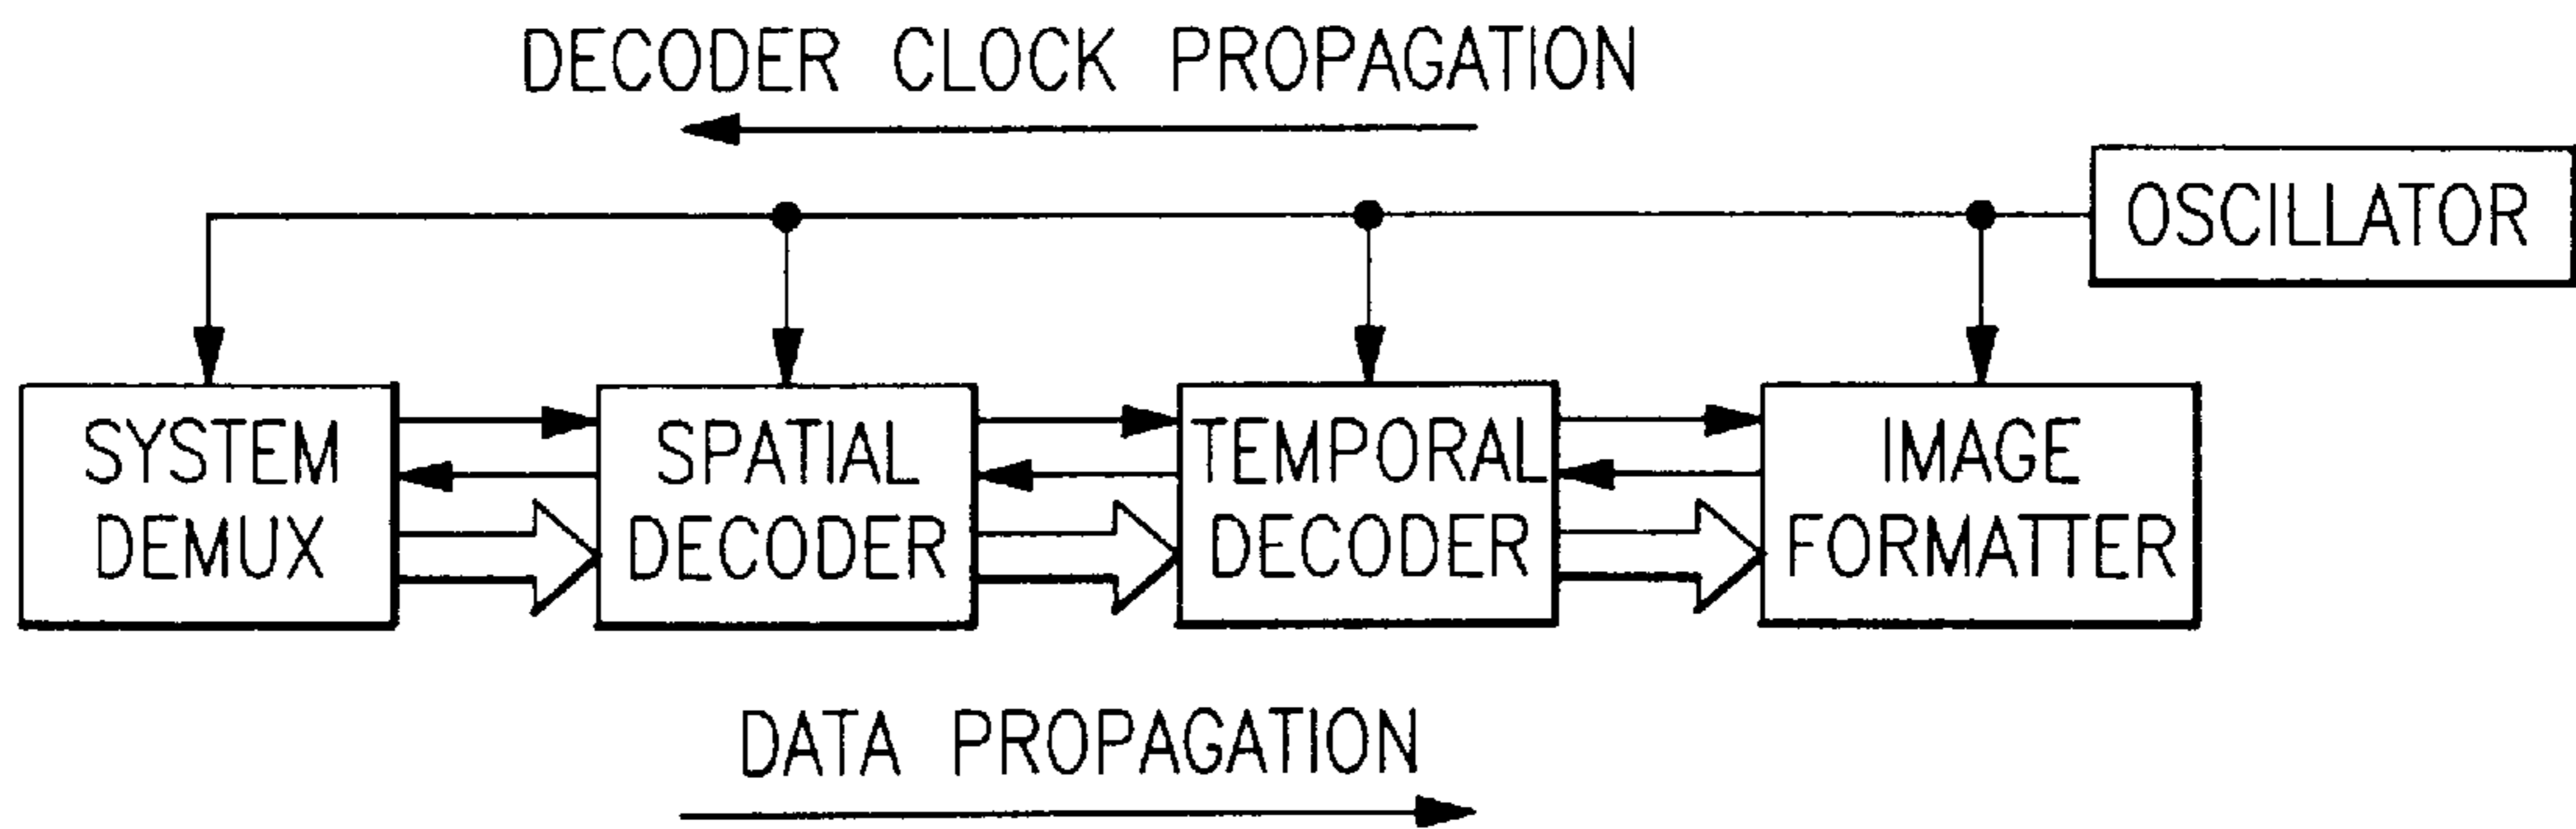 DECODER CLOCK PROPAGATION
OSCILLATOR
SYSTEM
DEMUX
SPATIAL
DECODER
TEMPORAL
DECODER
IMAGE
FORMATTER
DATA PROPAGATION